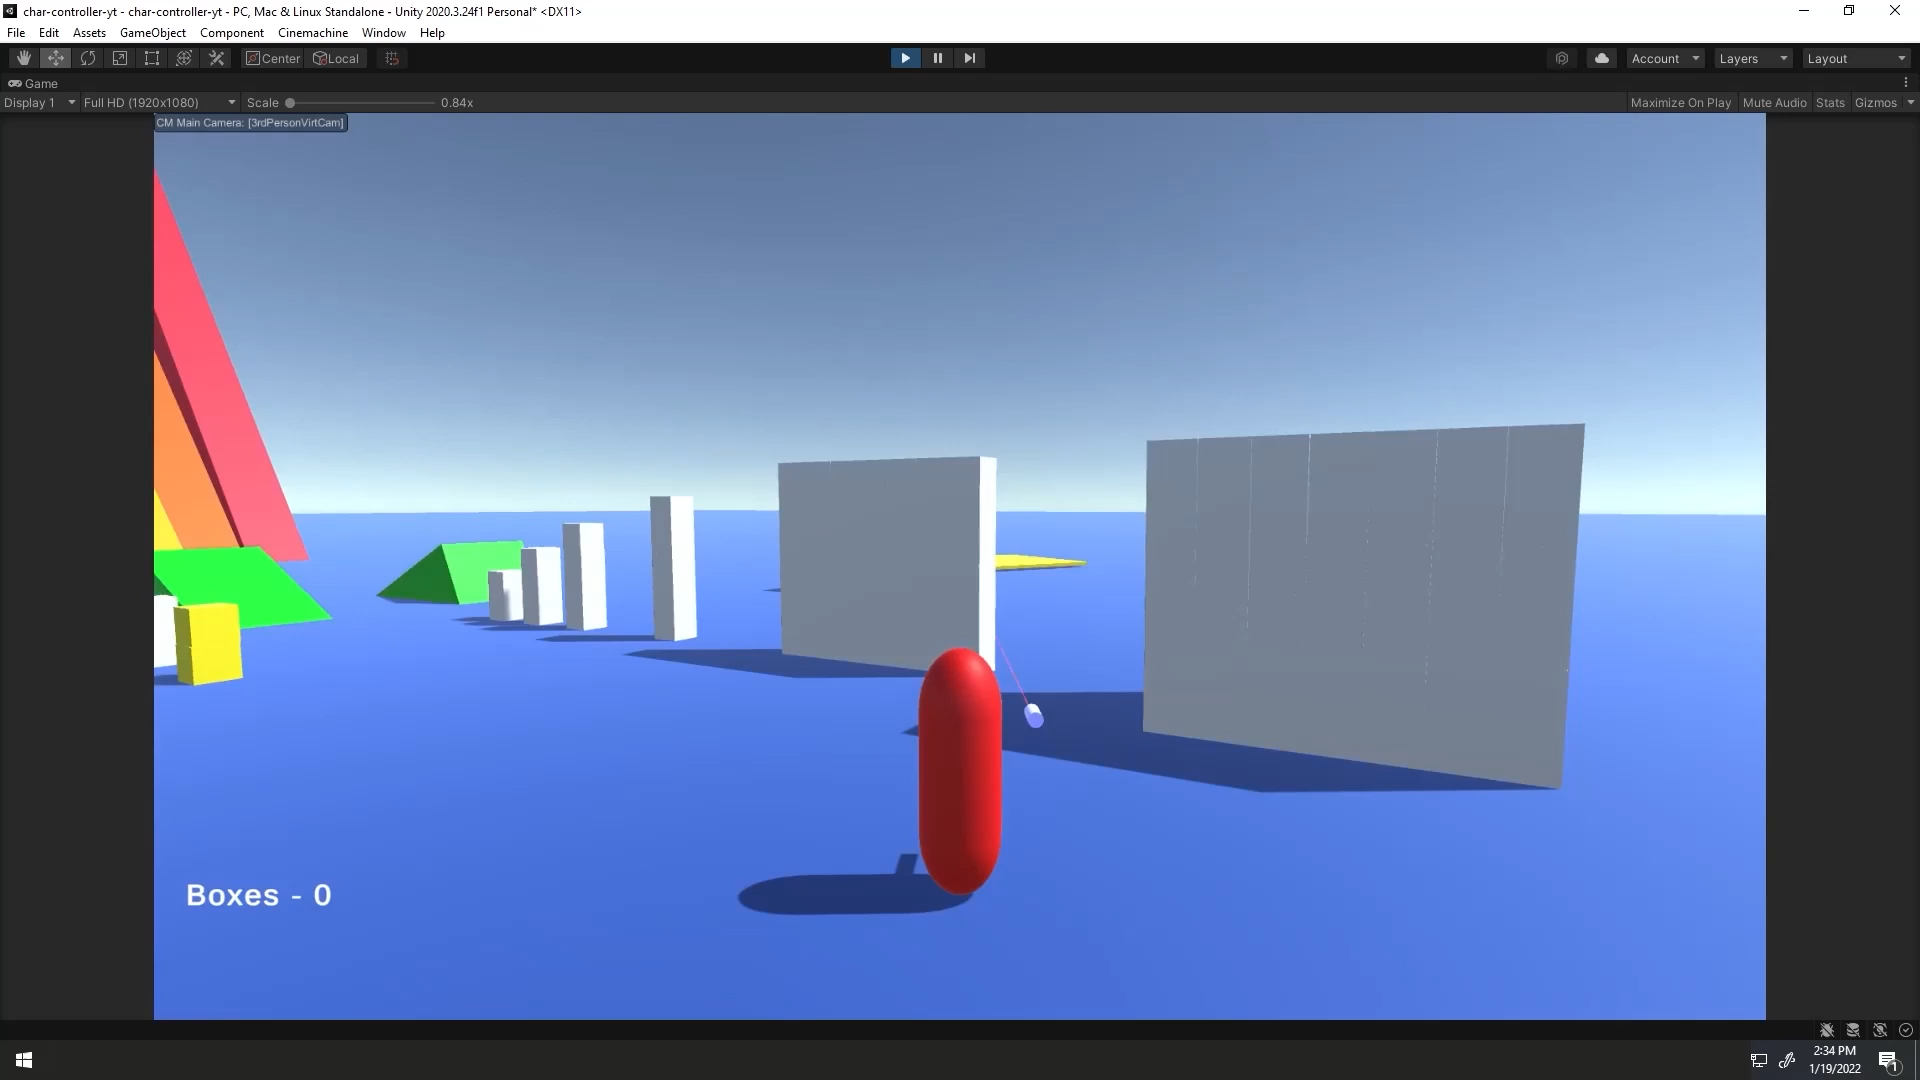 char-controller-yt - char-controller-yt - PC, Mac & Linux Standalone - Unity 2020.3.24f1 Personal* <DX11>
File Edit Assets GameObject Component Cinemachine Window Help
Center Local Account Layers Layout
Game
Display 1 Full HD (1920x1080) Scale 0.84x Maximize On Play Mute Audio Stats Gizmos
CM Main Camera: [3rdPersonVirtCam]
Boxes - 0
2:34 PM
1/19/2022
1